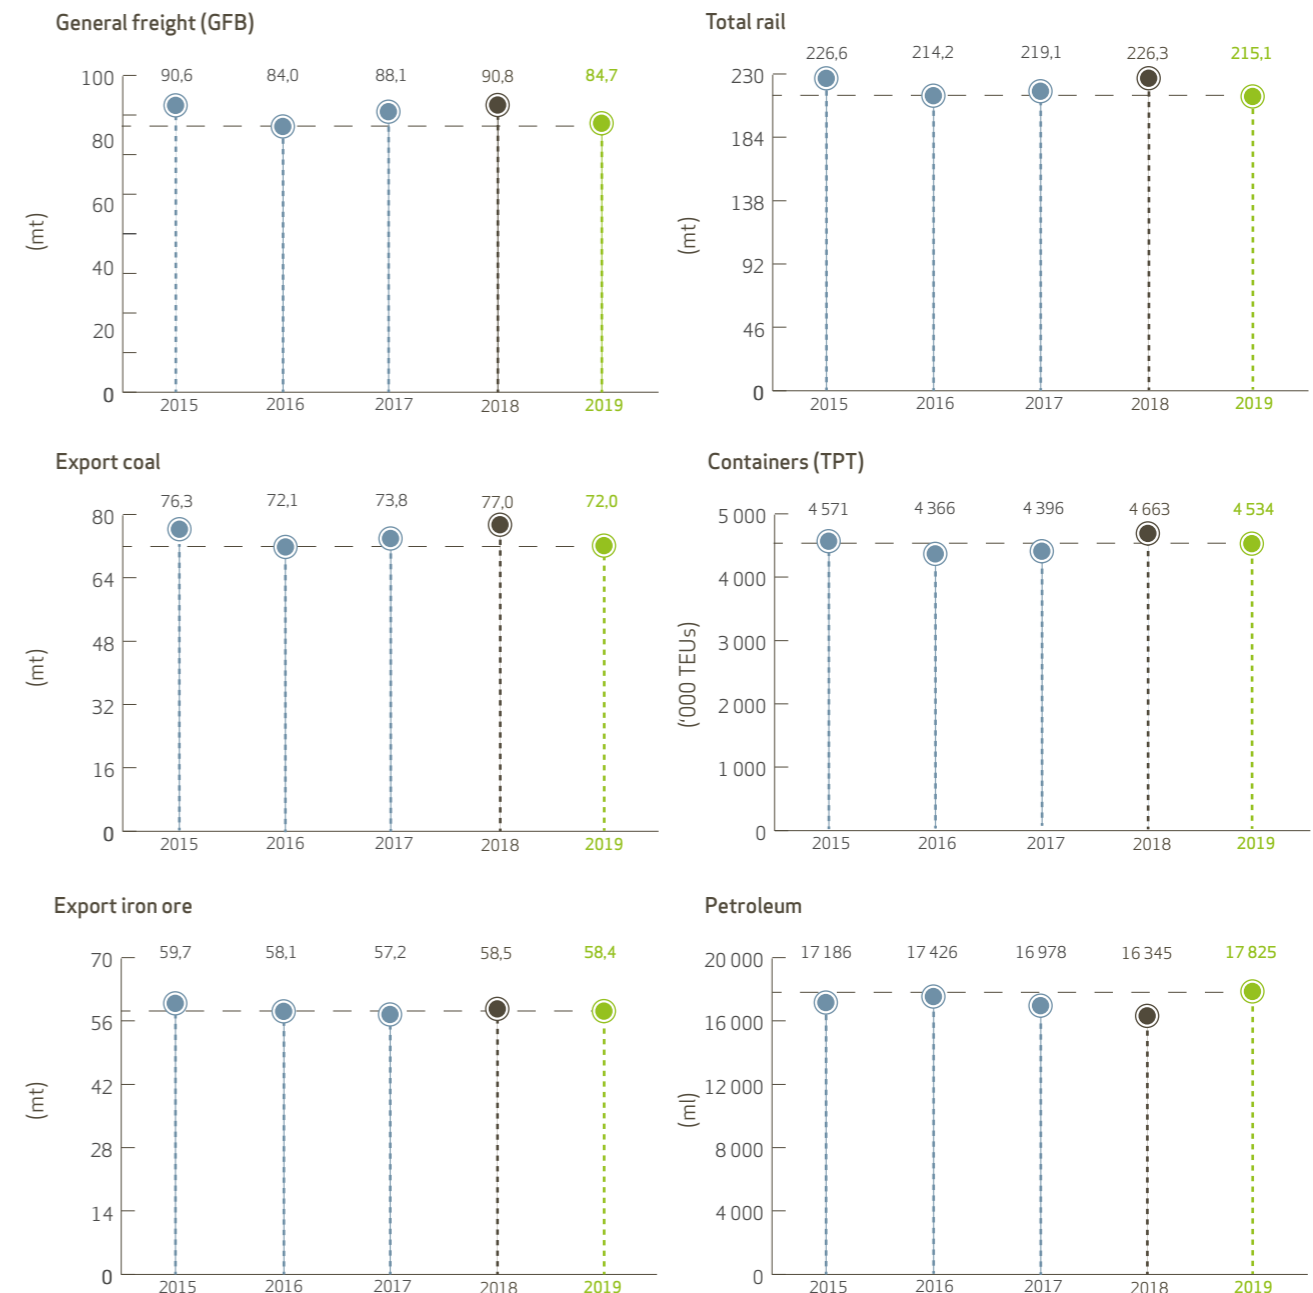 General freight (GFB)
90,6 84,0 88,1 90,8 84,7
100
80
60
40
20
0
(mt)
2015 2016 2017 2018 2019
Total rail
226,6 214,2 219,1 226,3 215,1
230
184
138
92
46
0
(mt)
2015 2016 2017 2018 2019
Export coal
76,3 72,1 73,8 77,0 72,0
80
64
48
32
16
0
(mt)
2015 2016 2017 2018 2019
Containers (TPT)
4 571 4 366 4 396 4 663 4 534
5 000
4 000
3 000
2 000
1 000
0
('000 TEUs)
2015 2016 2017 2018 2019
Export iron ore
59,7 58,1 57,2 58,5 58,4
70
56
42
28
14
0
(mt)
2015 2016 2017 2018 2019
Petroleum
17 186 17 426 16 978 16 345 17 825
20 000
16 000
12 000
8 000
4 000
0
(ml)
2015 2016 2017 2018 2019